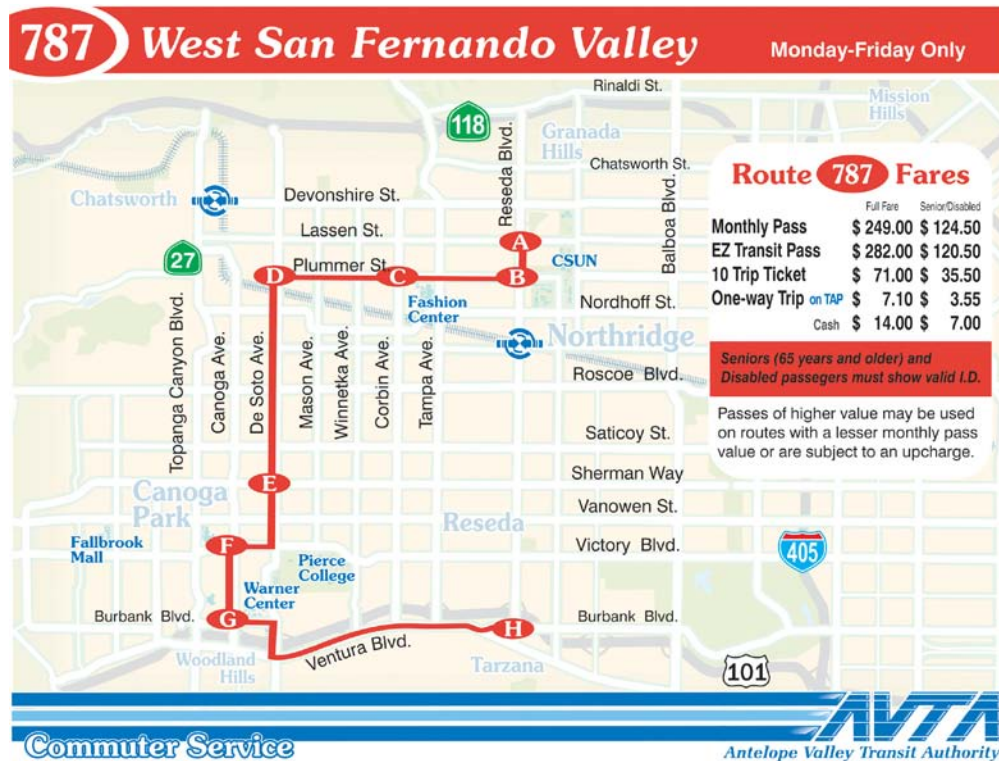 787 West San Fernando Valley Monday-Friday Only
Rinaldi St.
118
Reseda Blvd.
Granada
Hills
Mission
Hills
Chatsworth St.
Balboa Blvd.
Chatsworth
Devonshire St.
Lassen St.
A
27
Plummer St.
D
C
B
CSUN
Fashion
Center
Nordhoff St.
Northridge
Topanga Canyon Blvd.
Canoga Ave.
De Soto Ave.
Mason Ave.
Winnetka Ave.
Corbin Ave.
Tampa Ave.
Roscoe Blvd.
Saticoy St.
E
Sherman Way
Canoga
Park
Reseda
Vanowen St.
Fallbrook
Mall
F
Victory Blvd.
405
Pierce
College
Warner
Center
Burbank Blvd.
G
H
Burbank Blvd.
Ventura Blvd.
Woodland
Hills
Tarzana
101
Route 787 Fares
Full Fare Senior/Disabled
Monthly Pass $ 249.00 $ 124.50
EZ Transit Pass $ 282.00 $ 120.50
10 Trip Ticket $ 71.00 $ 35.50
One-way Trip on TAP $ 7.10 $ 3.55
Cash $ 14.00 $ 7.00
Seniors (65 years and older) and
Disabled passegers must show valid I.D.
Passes of higher value may be used
on routes with a lesser monthly pass
value or are subject to an upcharge.
Commuter Service
AVTA
Antelope Valley Transit Authority